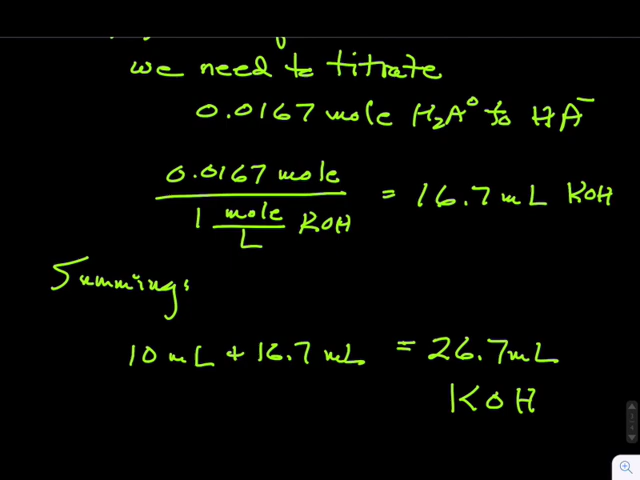 we need to titrate
0.0167 mole H₂A⁰ to HA⁻
0.0167 mole
1 mole/L KOH
= 16.7 mL KOH
Summing:
10 mL + 16.7 mL = 26.7 mL
KOH